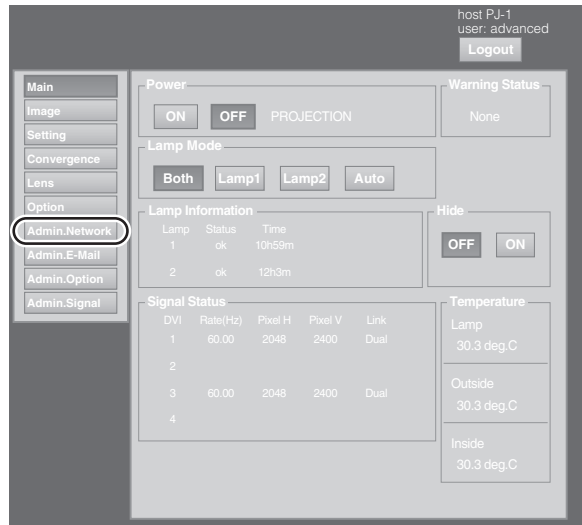 host PJ-1
user: advanced
Logout
Main
Image
Setting
Convergence
Lens
Option
Admin.Network
Admin.E-Mail
Admin.Option
Admin.Signal
Power
ON OFF PROJECTION
Warning Status
None
Lamp Mode
Both Lamp1 Lamp2 Auto
Lamp Information
Lamp Status Time
1 ok 10h59m
2 ok 12h3m
Hide
OFF ON
Signal Status
DVI Rate(Hz) Pixel H Pixel V Link
1 60.00 2048 2400 Dual
2
3 60.00 2048 2400 Dual
4
Temperature
Lamp
30.3 deg.C
Outside
30.3 deg.C
Inside
30.3 deg.C